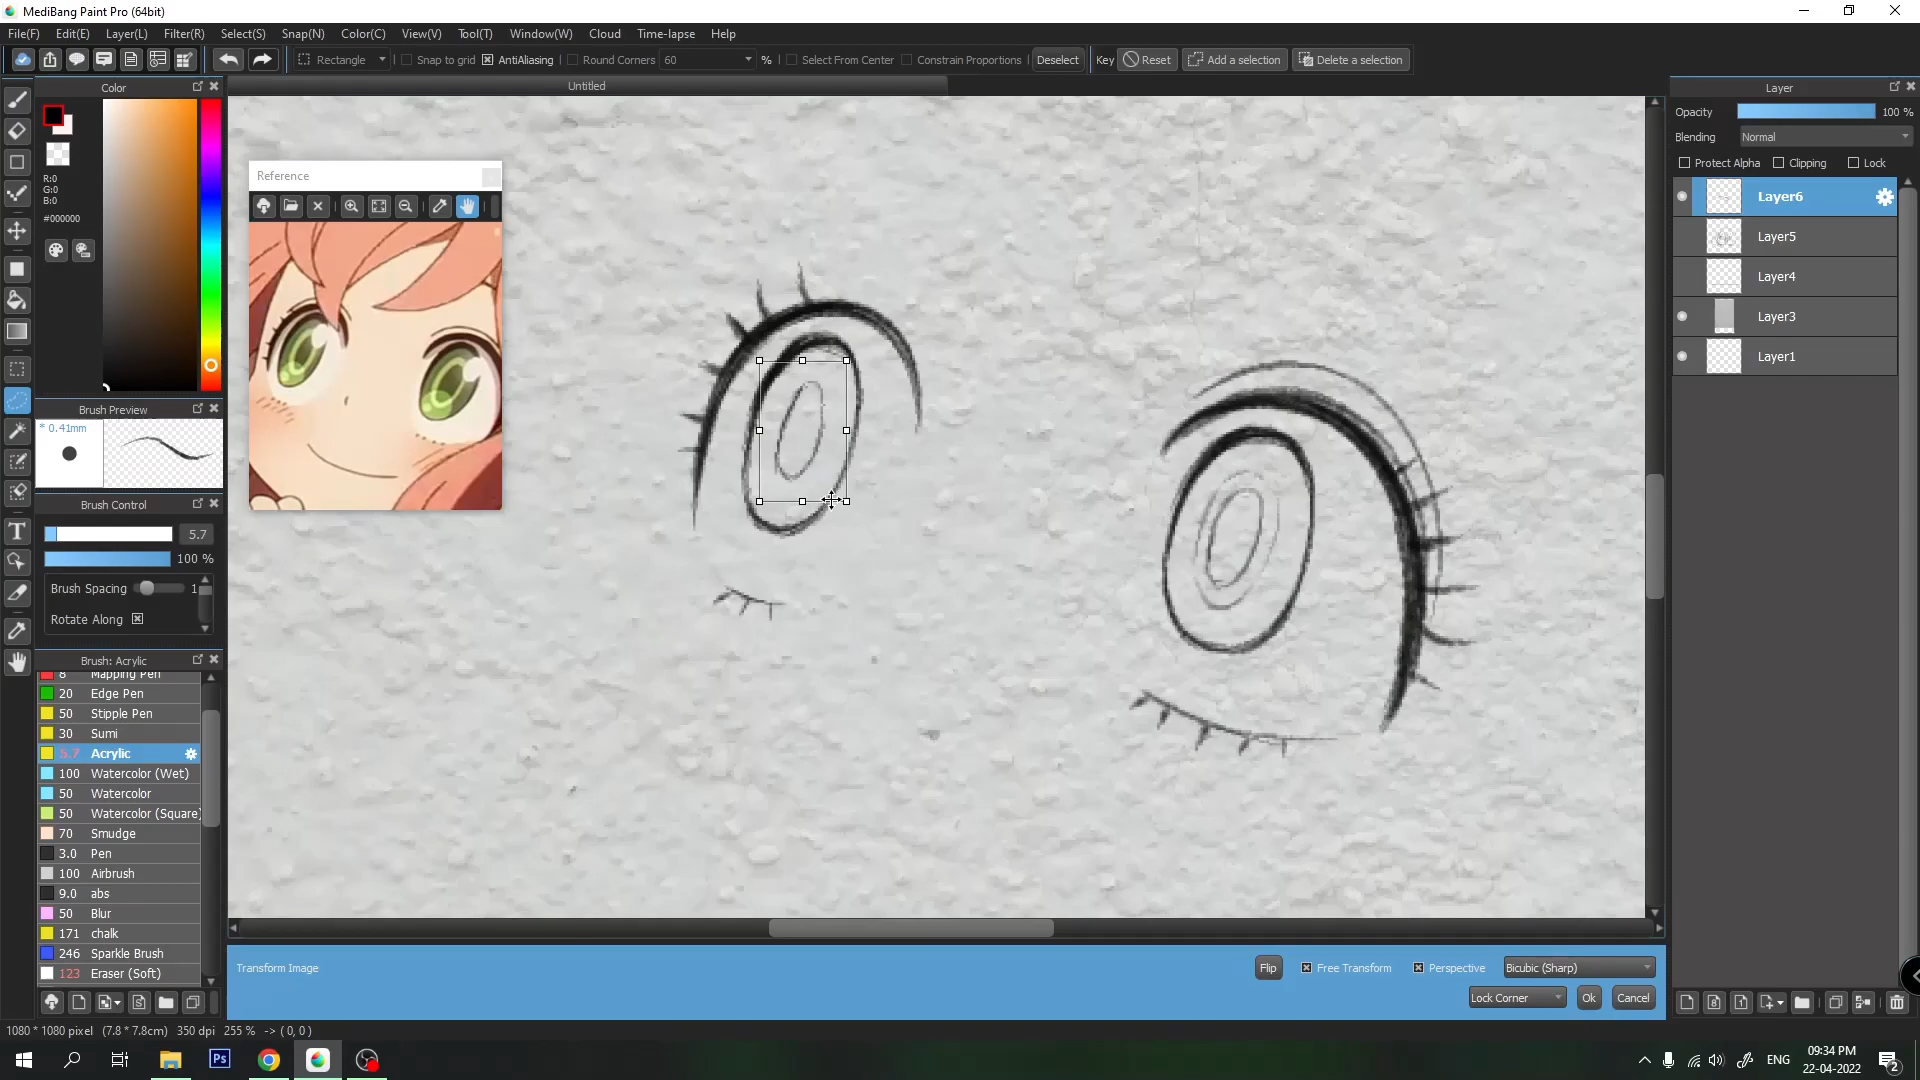 MediBang Paint Pro (64bit)
File(F) Edit(E) Layer(L) Filter(R) Select(S) Snap(N) Color(C) View(V) Tool(T) Window(W) Cloud Time-lapse Help
Rectangle Snap to grid AntiAliasing Round Corners 60 % Select From Center Constrain Proportions Deselect Key Reset Add a selection Delete a selection
Color
Untitled
Layer
R:0
G:0
B:0
#000000
Reference
Opacity 100 %
Blending Normal
Protect Alpha Clipping Lock
Layer6
Layer5
Layer4
Layer3
Layer1
Brush Preview
* 0.41mm
Brush Control
5.7
100 %
Brush Spacing 1
Rotate Along
Brush: Acrylic
8 Mapping Pen
20 Edge Pen
50 Stipple Pen
30 Sumi
5.7 Acrylic
100 Watercolor (Wet)
50 Watercolor
50 Watercolor (Square)
70 Smudge
3.0 Pen
100 Airbrush
9.0 abs
50 Blur
171 chalk
246 Sparkle Brush
123 Eraser (Soft)
Transform Image Flip Free Transform Perspective Bicubic (Sharp)
Lock Corner Ok Cancel
1080 * 1080 pixel (7.8 * 7.8cm) 350 dpi 255 % -> ( 0, 0 )
Ps
ENG
09:34 PM
22-04-2022
2